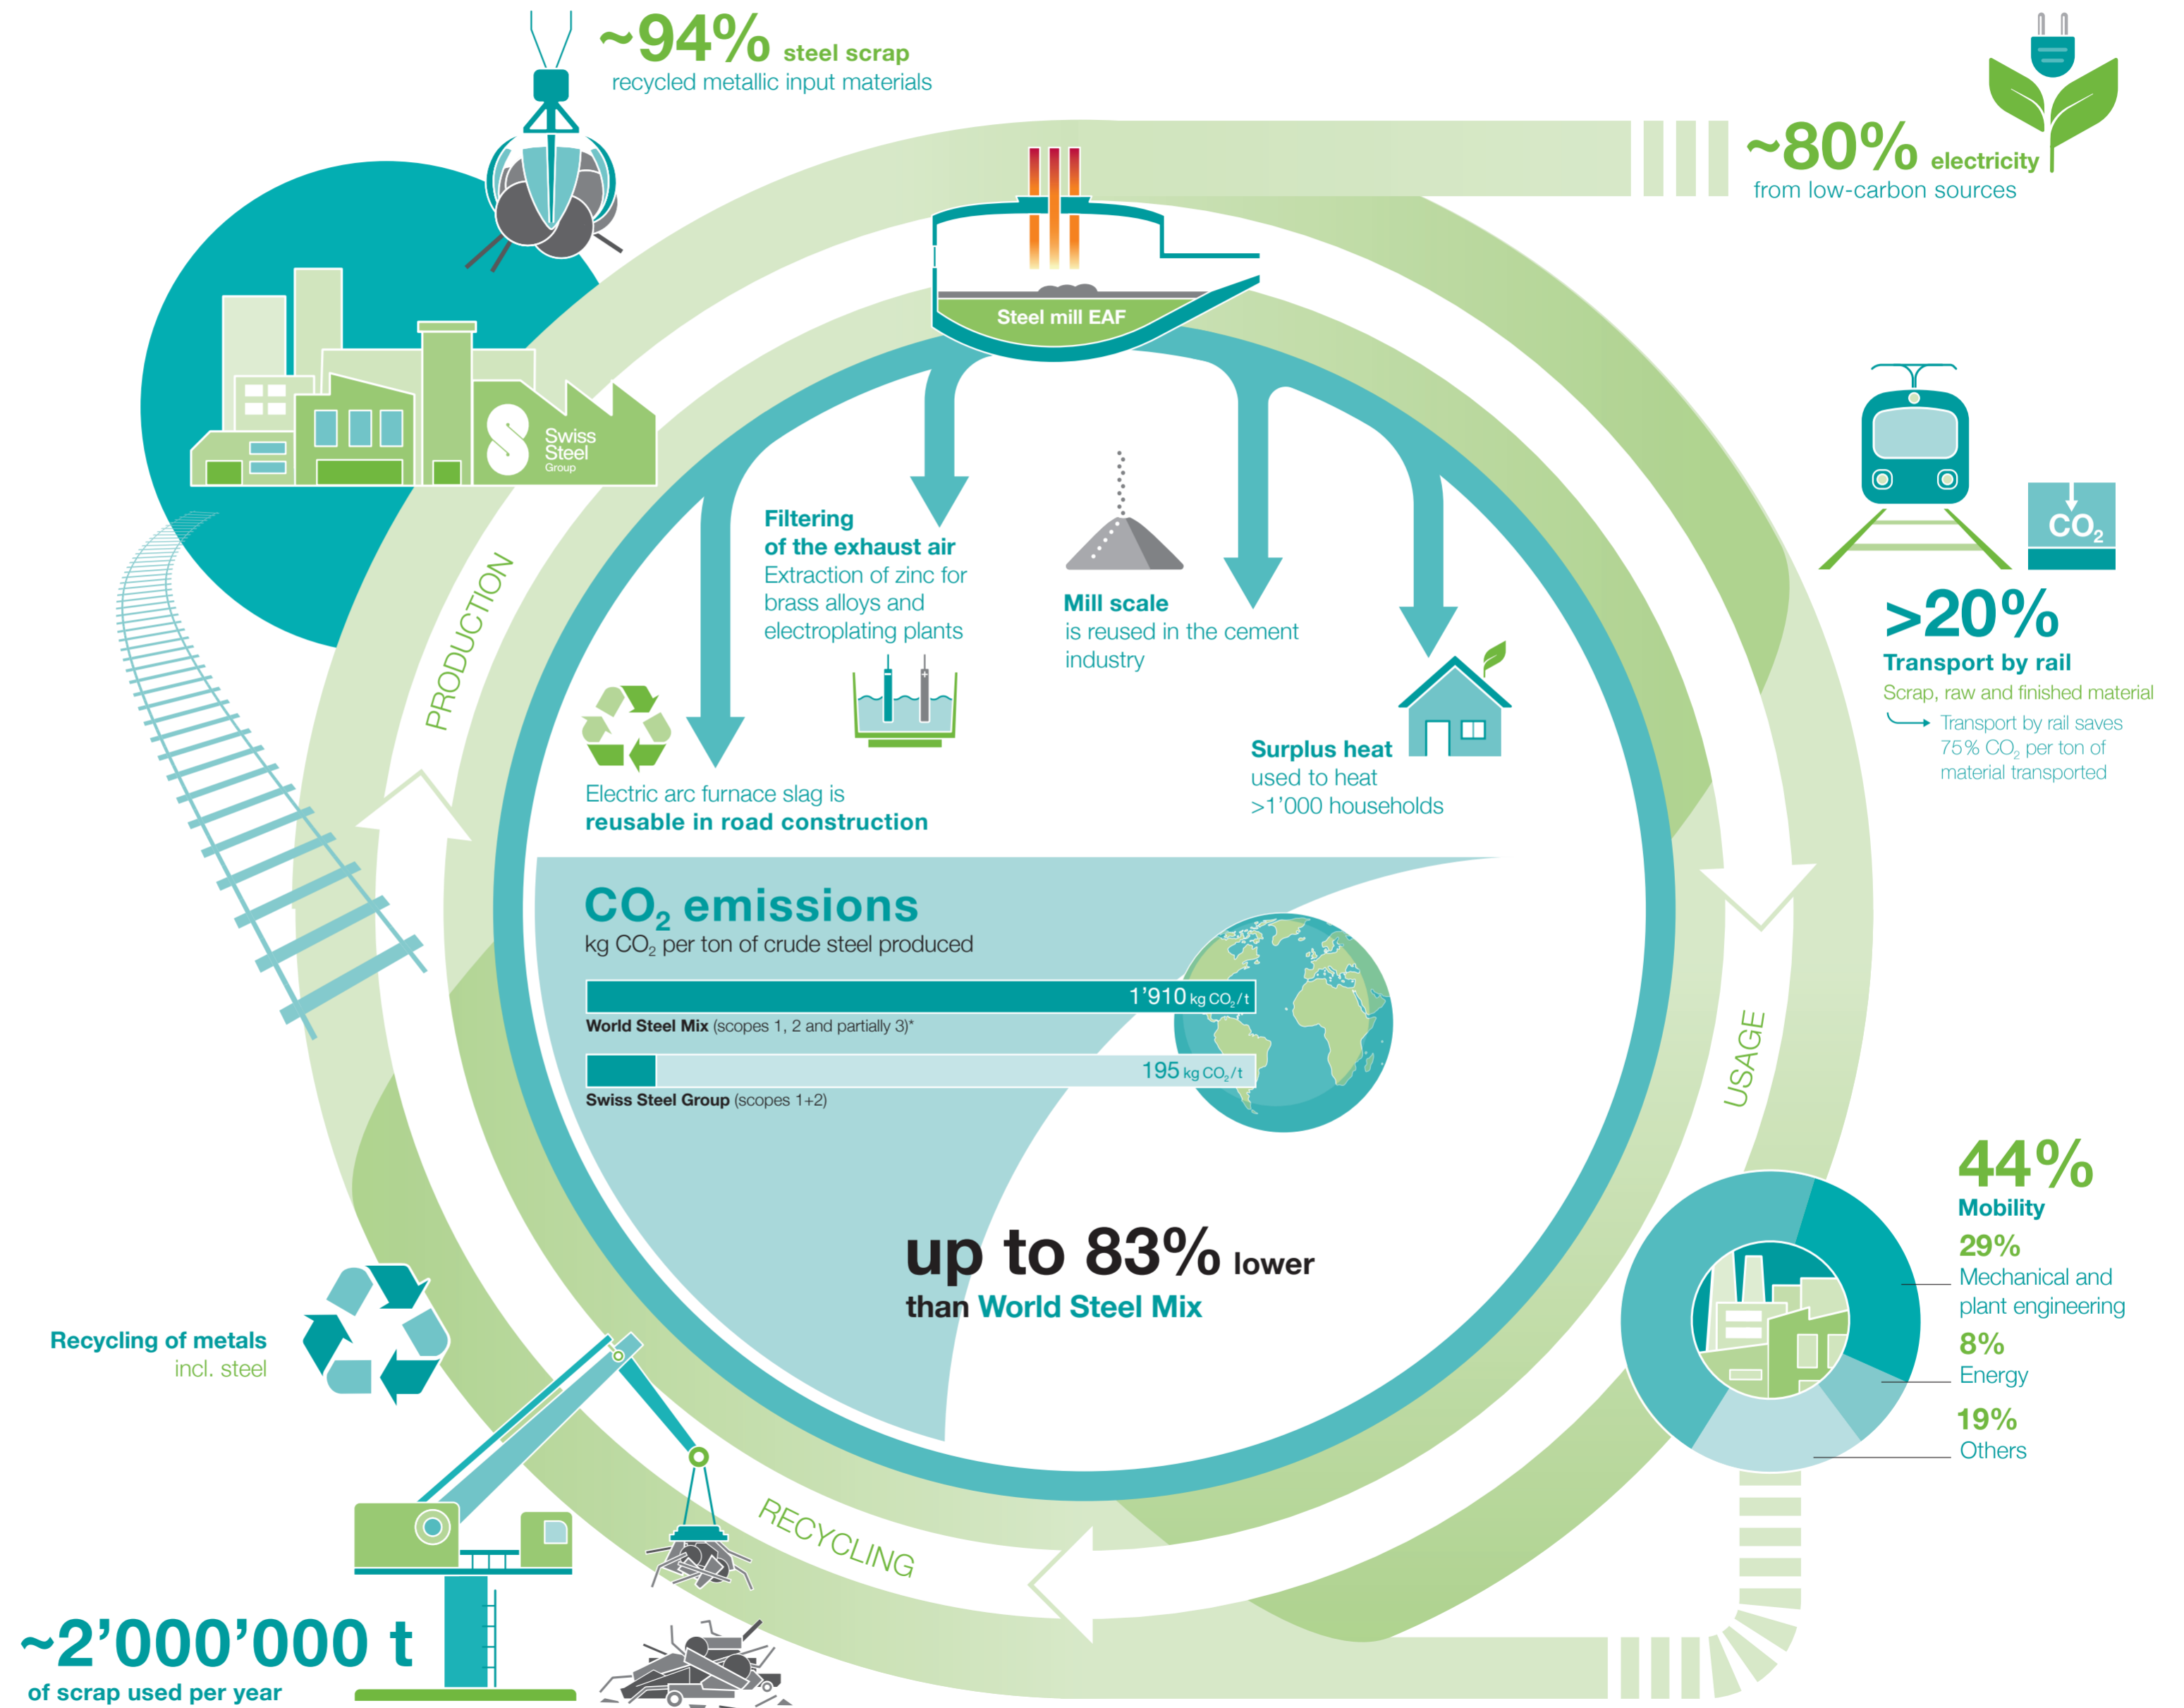 ~94% steel scrap
recycled metallic input materials
~80% electricity
from low-carbon sources
Steel mill EAF
Swiss
Steel
Group
CO₂
>20%
Transport by rail
Scrap, raw and finished material
Transport by rail saves
75% CO₂ per ton of
material transported
PRODUCTION
Filtering
of the exhaust air
Extraction of zinc for
brass alloys and
electroplating plants
Mill scale
is reused in the cement
industry
Surplus heat
used to heat
>1’000 households
Electric arc furnace slag is
reusable in road construction
CO₂ emissions
kg CO₂ per ton of crude steel produced
1’910 kg CO₂/t
World Steel Mix (scopes 1, 2 and partially 3)*
195 kg CO₂/t
Swiss Steel Group (scopes 1+2)
up to 83% lower
than World Steel Mix
USAGE
44%
Mobility
29%
Mechanical and
plant engineering
8%
Energy
19%
Others
Recycling of metals
incl. steel
RECYCLING
~2’000’000 t
of scrap used per year